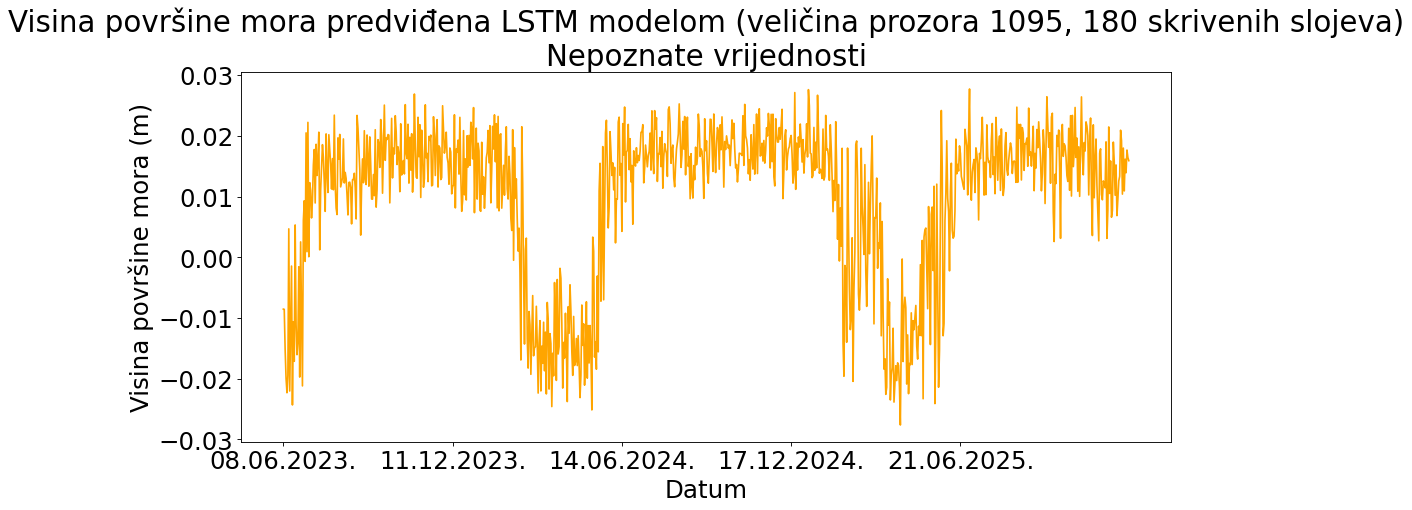 Visina površine mora predviđena LSTM modelom (veličina prozora 1095, 180 skrivenih slojeva)
Nepoznate vrijednosti
Visina površine mora (m)
0.03
0.02
0.01
0.00
−0.01
−0.02
−0.03
08.06.2023. 11.12.2023. 14.06.2024. 17.12.2024. 21.06.2025.
Datum